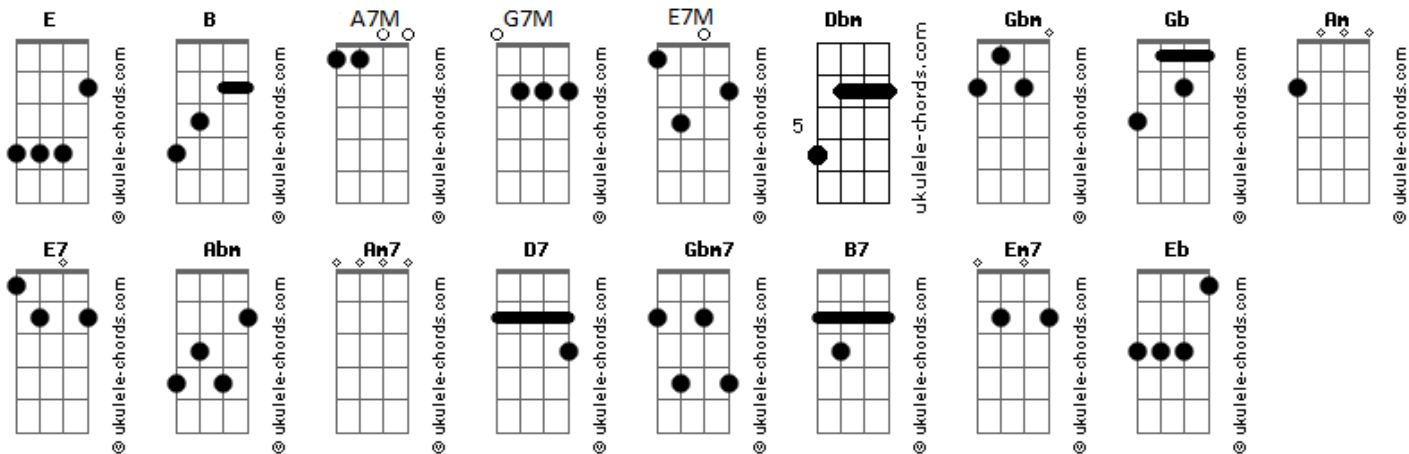 E B A7M G7M E7M Dbm Gbm Gb Am
© ukulele-chords.com © ukulele-chords.com © ukulele-chords.com © ukulele-chords.com © ukulele-chords.com ukulele-chords.com © ukulele-chords.com © ukulele-chords.com © ukulele-chords.com
5
E7 Abm Am7 D7 Gbm7 B7 Em7 Eb
© ukulele-chords.com © ukulele-chords.com © ukulele-chords.com © ukulele-chords.com © ukulele-chords.com © ukulele-chords.com © ukulele-chords.com © ukulele-chords.com